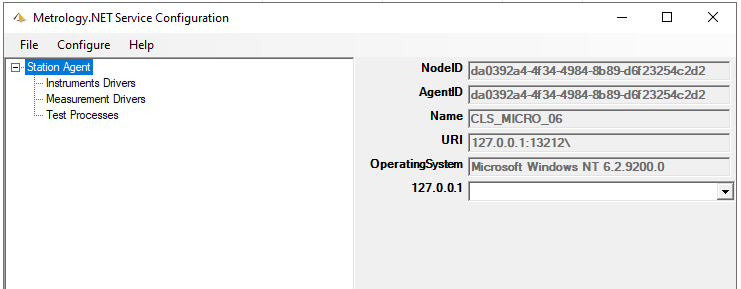 Metrology.NET Service Configuration
File Configure Help
Station Agent
Instruments Drivers
Measurement Drivers
Test Processes
NodeID da0392a4-4f34-4984-8b89-d6f23254c2d2
AgentID da0392a4-4f34-4984-8b89-d6f23254c2d2
Name CLS_MICRO_06
URI 127.0.0.1:13212\
OperatingSystem Microsoft Windows NT 6.2.9200.0
127.0.0.1